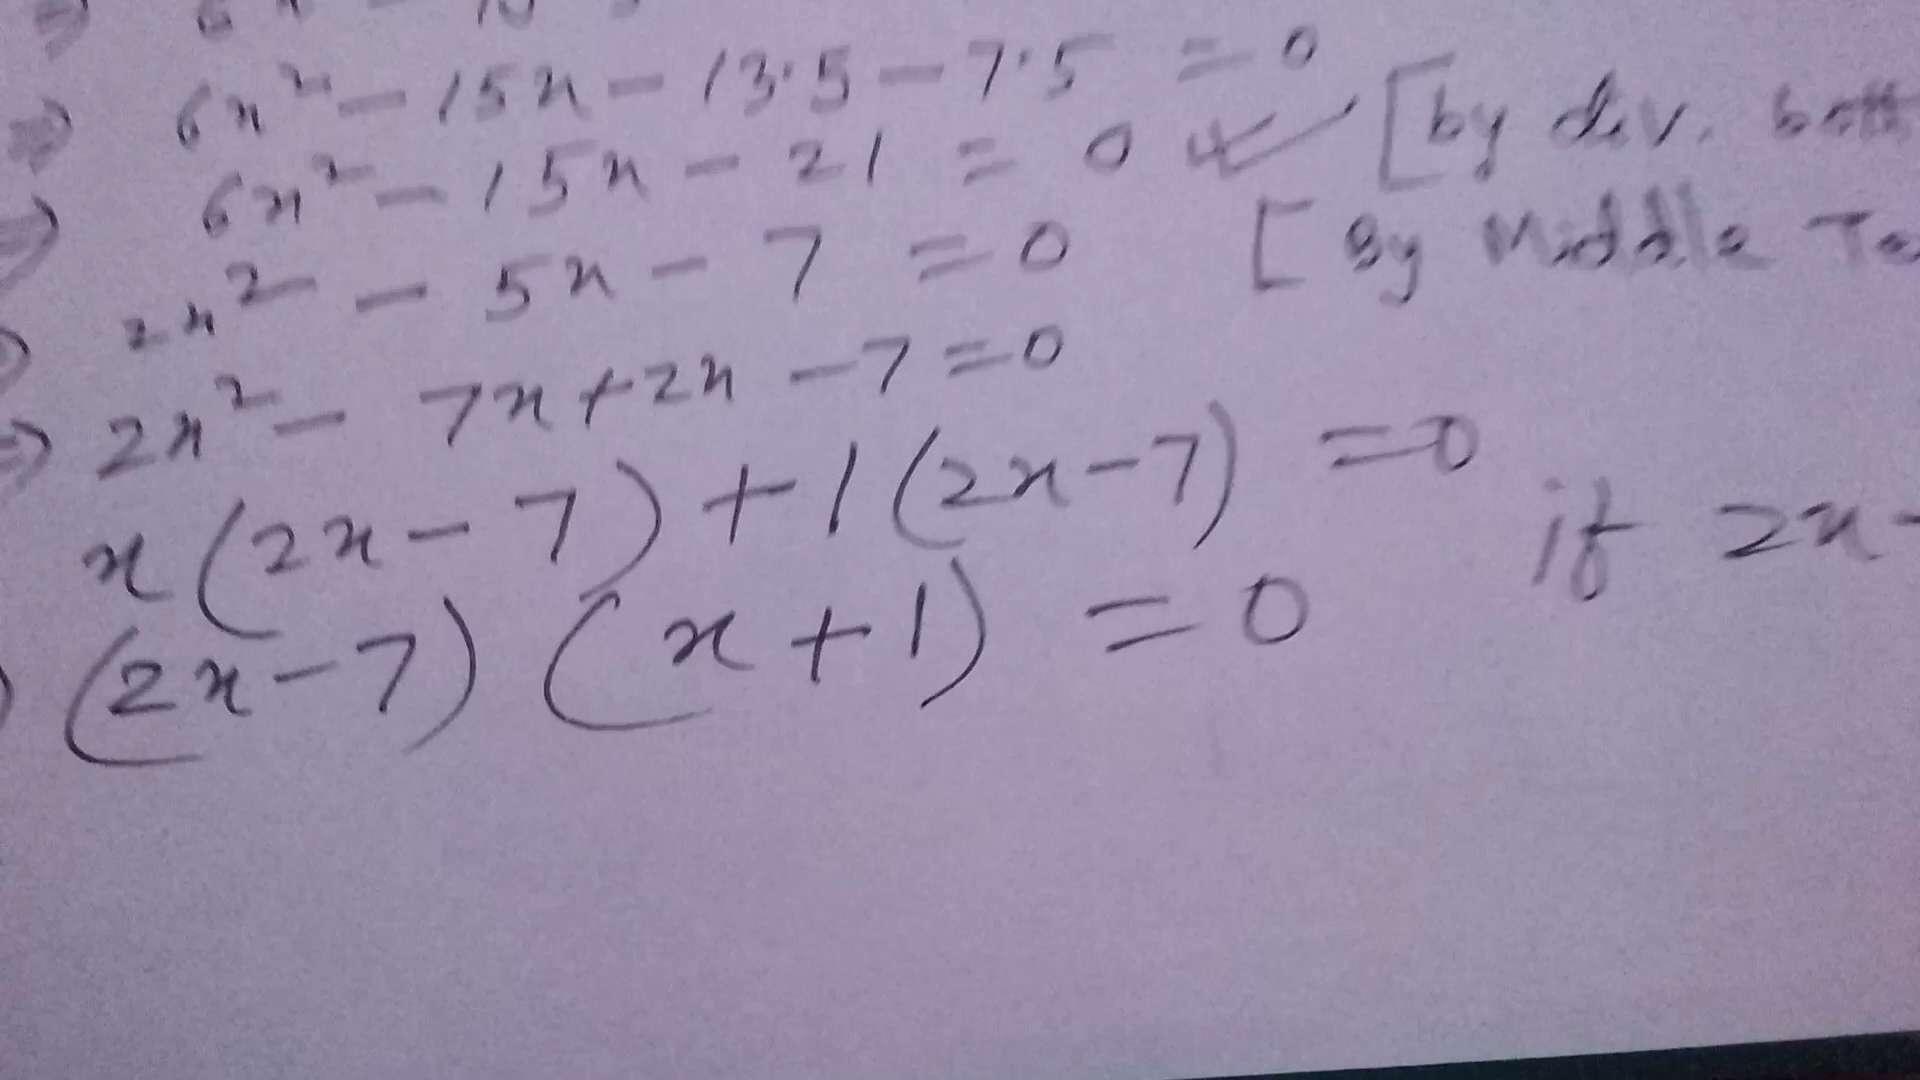 ⇒ 6x² - 15x - 13.5 - 7.5 = 0
⇒ 6x² - 15x - 21 = 0 [by div. both
2x² - 5x - 7 = 0 [By Middle
⇒ 2x² - 7x + 2x - 7 = 0
x(2x - 7) + 1(2x - 7) = 0
(2x - 7) (x + 1) = 0 if 2x -